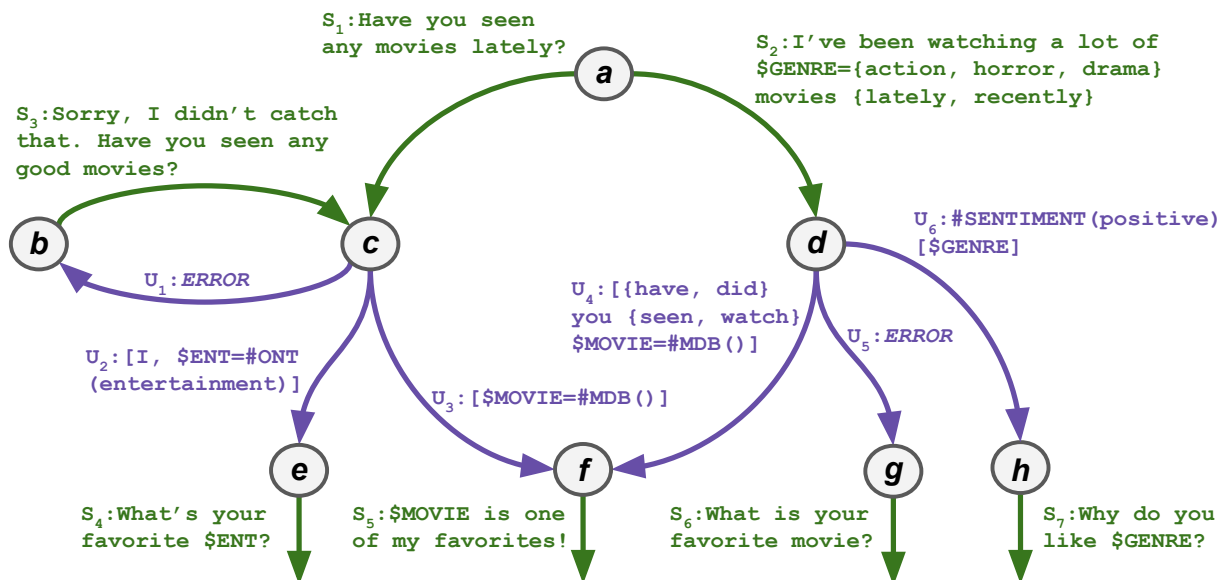 S₁:Have you seen
any movies lately?
S₂:I've been watching a lot of
$GENRE={action, horror, drama}
movies {lately, recently}
a
S₃:Sorry, I didn't catch
that. Have you seen any
good movies?
b
c
d
U₆:#SENTIMENT(positive)
[$GENRE]
U₁:ERROR
U₄:[{have, did}
you {seen, watch}
$MOVIE=#MDB()]
U₅:ERROR
U₂:[I, $ENT=#ONT
(entertainment)]
U₃:[$MOVIE=#MDB()]
e
f
g
h
S₄:What's your
favorite $ENT?
S₅:$MOVIE is one
of my favorites!
S₆:What is your
favorite movie?
S₇:Why do you
like $GENRE?